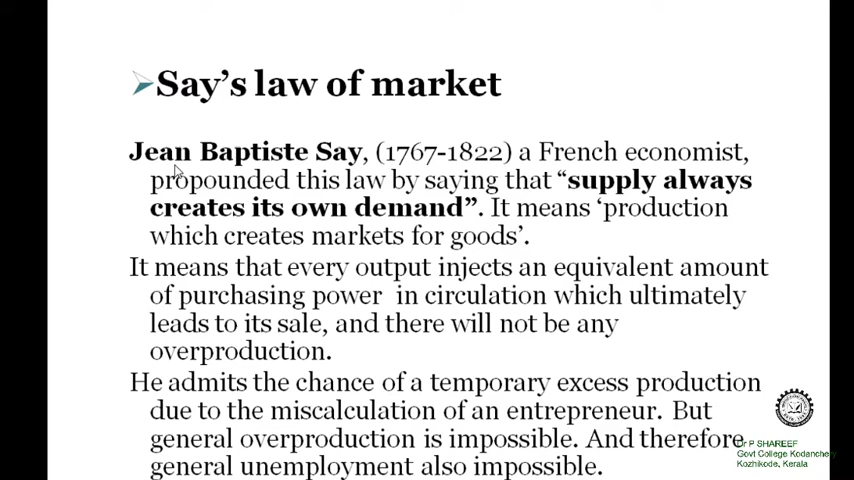 Say's law of market
Jean Baptiste Say, (1767-1822) a French economist,
propounded this law by saying that “supply always
creates its own demand”. It means ‘production
which creates markets for goods’.
It means that every output injects an equivalent amount
of purchasing power in circulation which ultimately
leads to its sale, and there will not be any
overproduction.
He admits the chance of a temporary excess production
due to the miscalculation of an entrepreneur. But
general overproduction is impossible. And therefore
general unemployment also impossible.
Dr P SHAREEF
Govt College Kodanchery
Kozhikode, Kerala